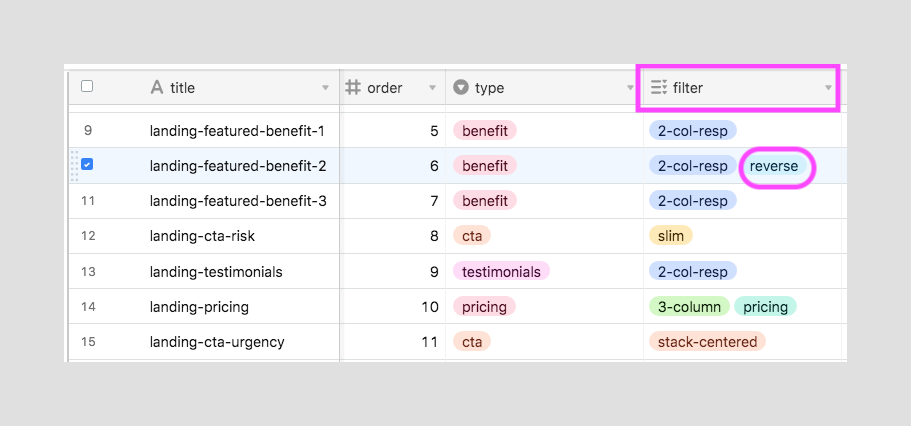 title order type filter
9 landing-featured-benefit-1 5 benefit 2-col-resp
landing-featured-benefit-2 6 benefit 2-col-resp reverse
11 landing-featured-benefit-3 7 benefit 2-col-resp
12 landing-cta-risk 8 cta slim
13 landing-testimonials 9 testimonials 2-col-resp
14 landing-pricing 10 pricing 3-column pricing
15 landing-cta-urgency 11 cta stack-centered